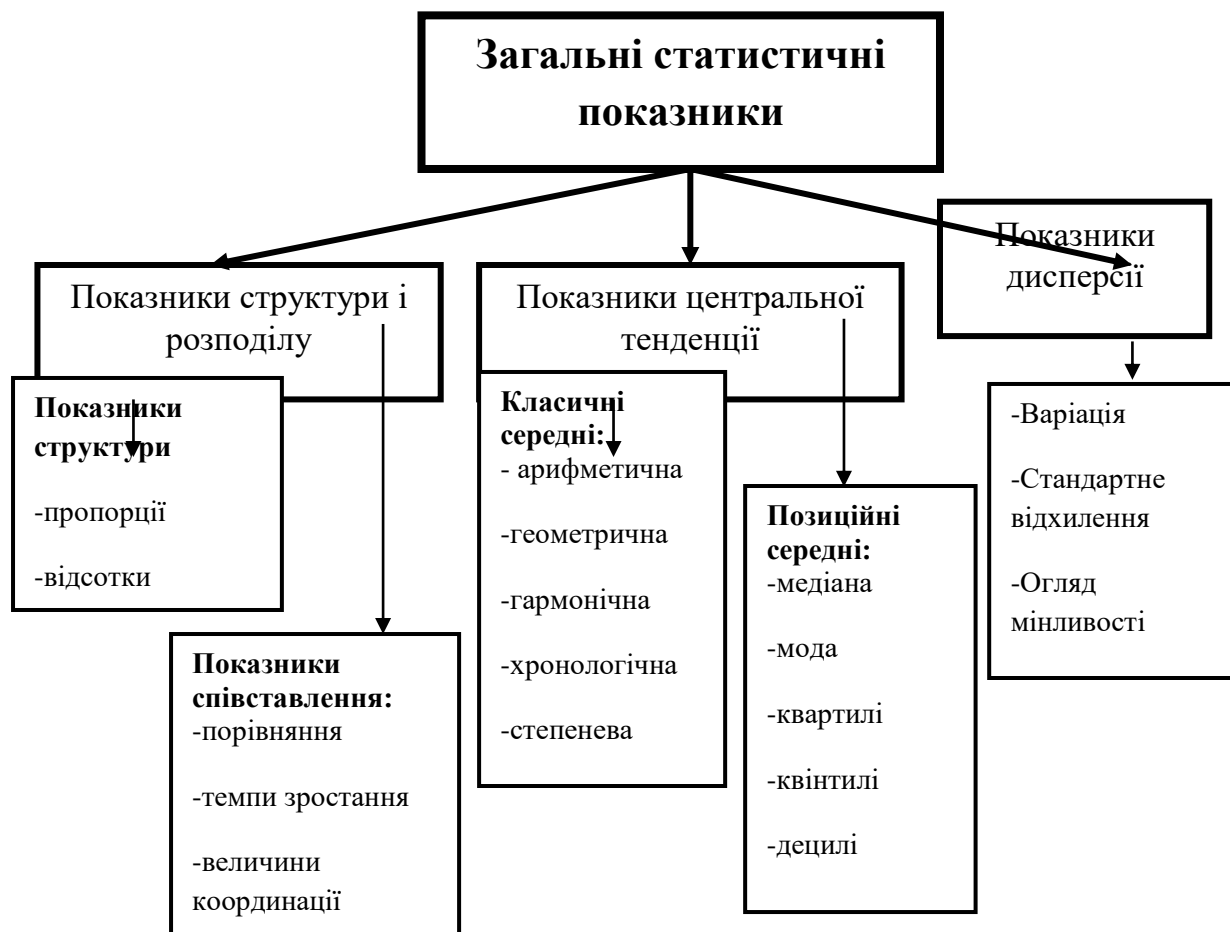 Загальні статистичні
показники
Показники структури і
розподілу
Показники центральної
тенденції
Показники
дисперсії
Показники
структури
-пропорції
-відсотки
Показники
співставлення:
-порівняння
-темпи зростання
-величини
координації
Класичні
середні:
- арифметична
-геометрична
-гармонічна
-хронологічна
-степенева
Позиційні
середні:
-медіана
-мода
-квартилі
-квінтилі
-децилі
-Варіація
-Стандартне
відхилення
-Огляд
мінливості